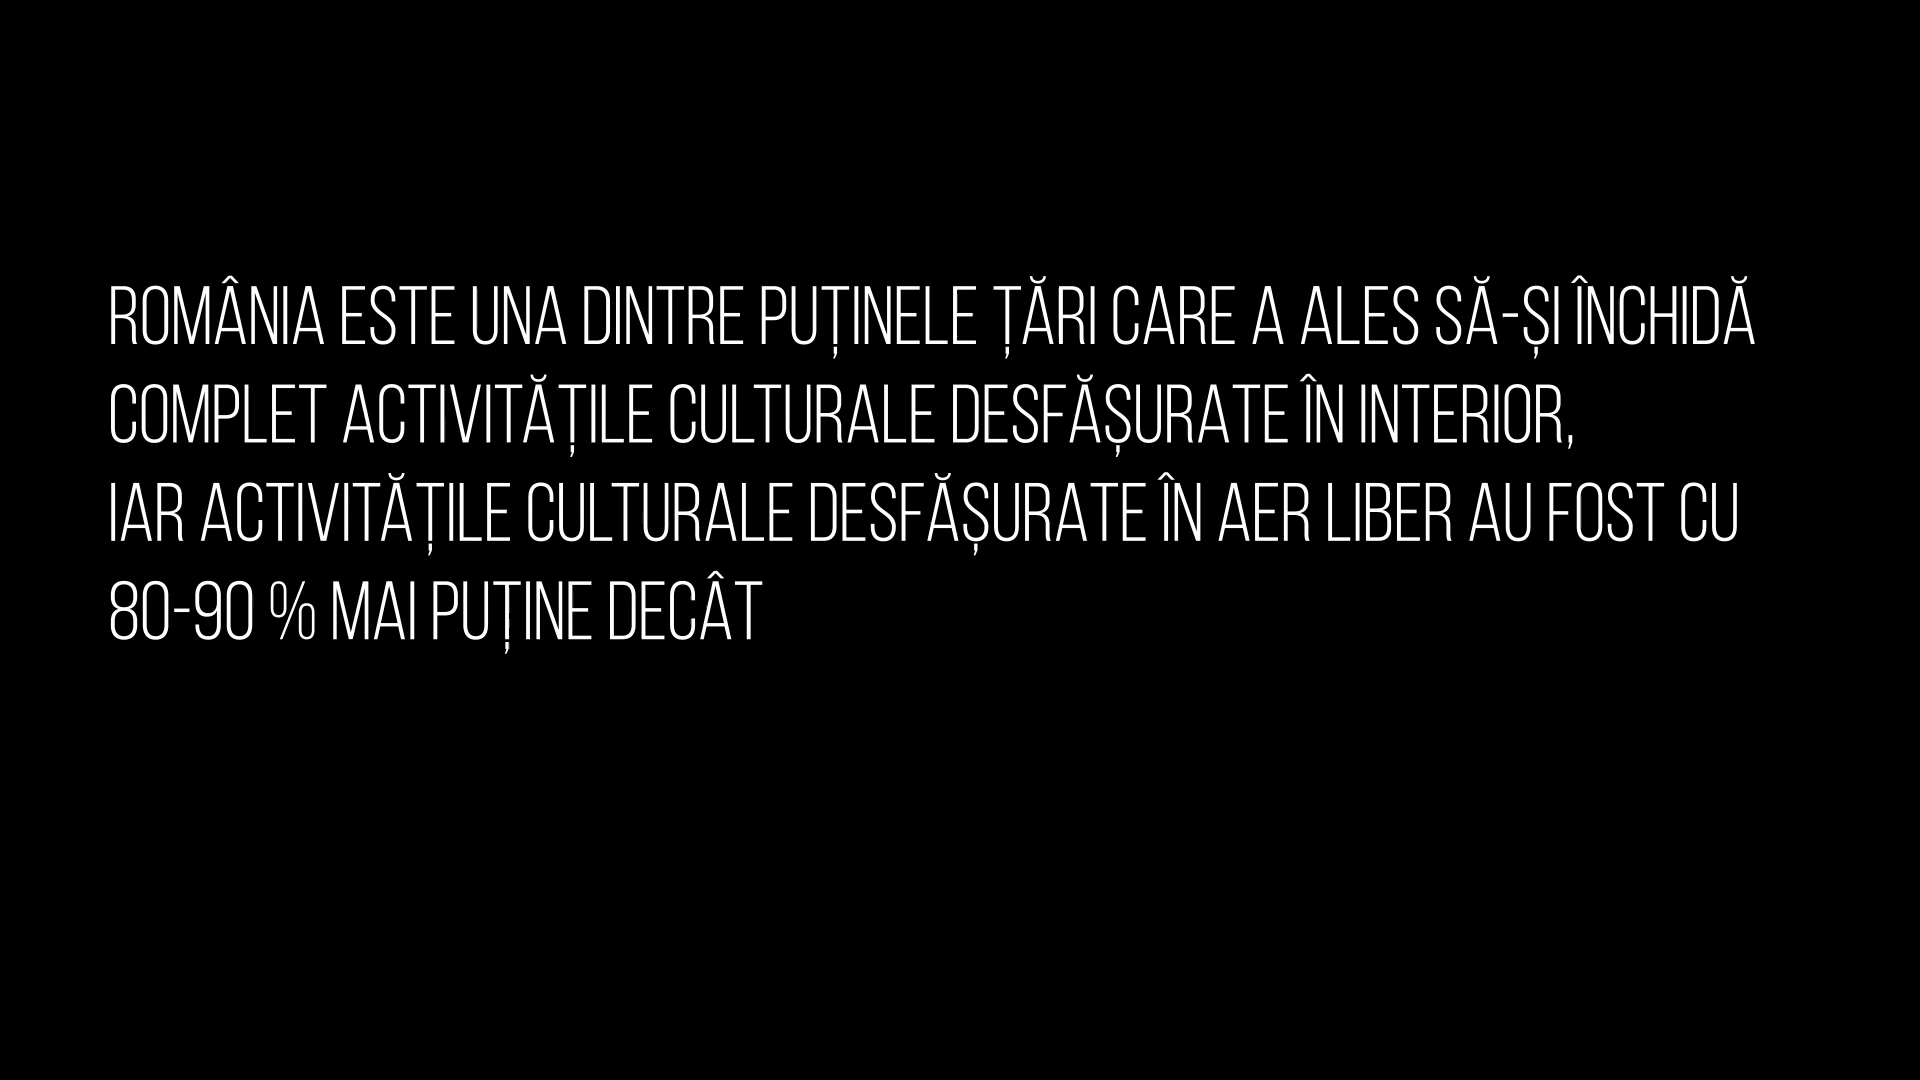 ROMÂNIA ESTE UNA DINTRE PUȚINELE ȚĂRI CARE A ALES SĂ-ȘI ÎNCHIDĂ
COMPLET ACTIVITĂȚILE CULTURALE DESFĂȘURATE ÎN INTERIOR,
IAR ACTIVITĂȚILE CULTURALE DESFĂȘURATE ÎN AER LIBER AU FOST CU
80-90 % MAI PUȚINE DECÂT